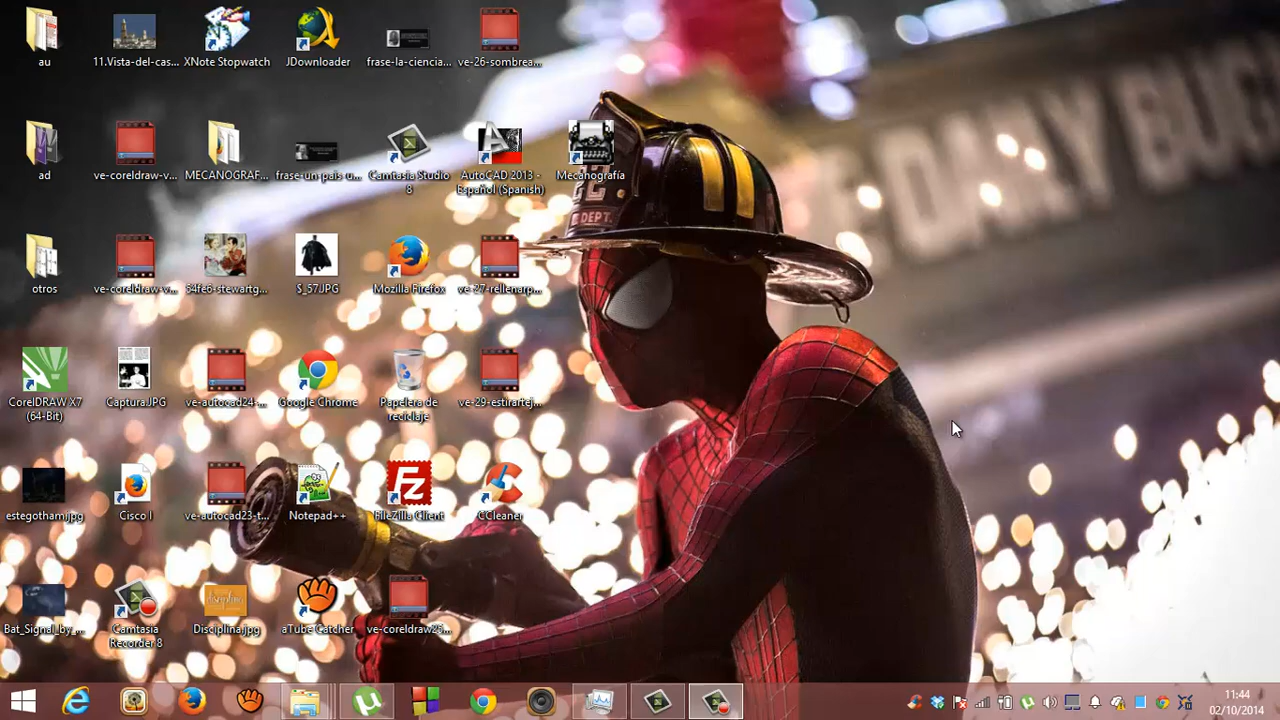 au
11.Vista-del-cas...
XNote Stopwatch
JDownloader
frase-la-ciencia...
ve-26-sombrea...
ad
ve-coreldraw-v...
MECANOGRAF...
frase-un-pais-u...
Camtasia Studio
8
AutoCAD 2013 -
Español (Spanish)
Mecanografía
DEPT.
otros
ve-coreldraw-v...
54fe6-stewartg...
$_57.JPG
Mozilla Firefox
ve-27-rellenarp...
CorelDRAW X7
(64-Bit)
Captura.JPG
ve-autocad24-...
Google Chrome
Papelera de
reciclaje
ve-29-estirartej...
estegotham.jpg
Cisco I
ve-autocad23-t...
Notepad++
FileZilla Client
CCleaner
Bat_Signal_by_...
Camtasia
Recorder 8
Disciplina.jpg
aTube Catcher
ve-coreldraw25...
11:44
02/10/2014